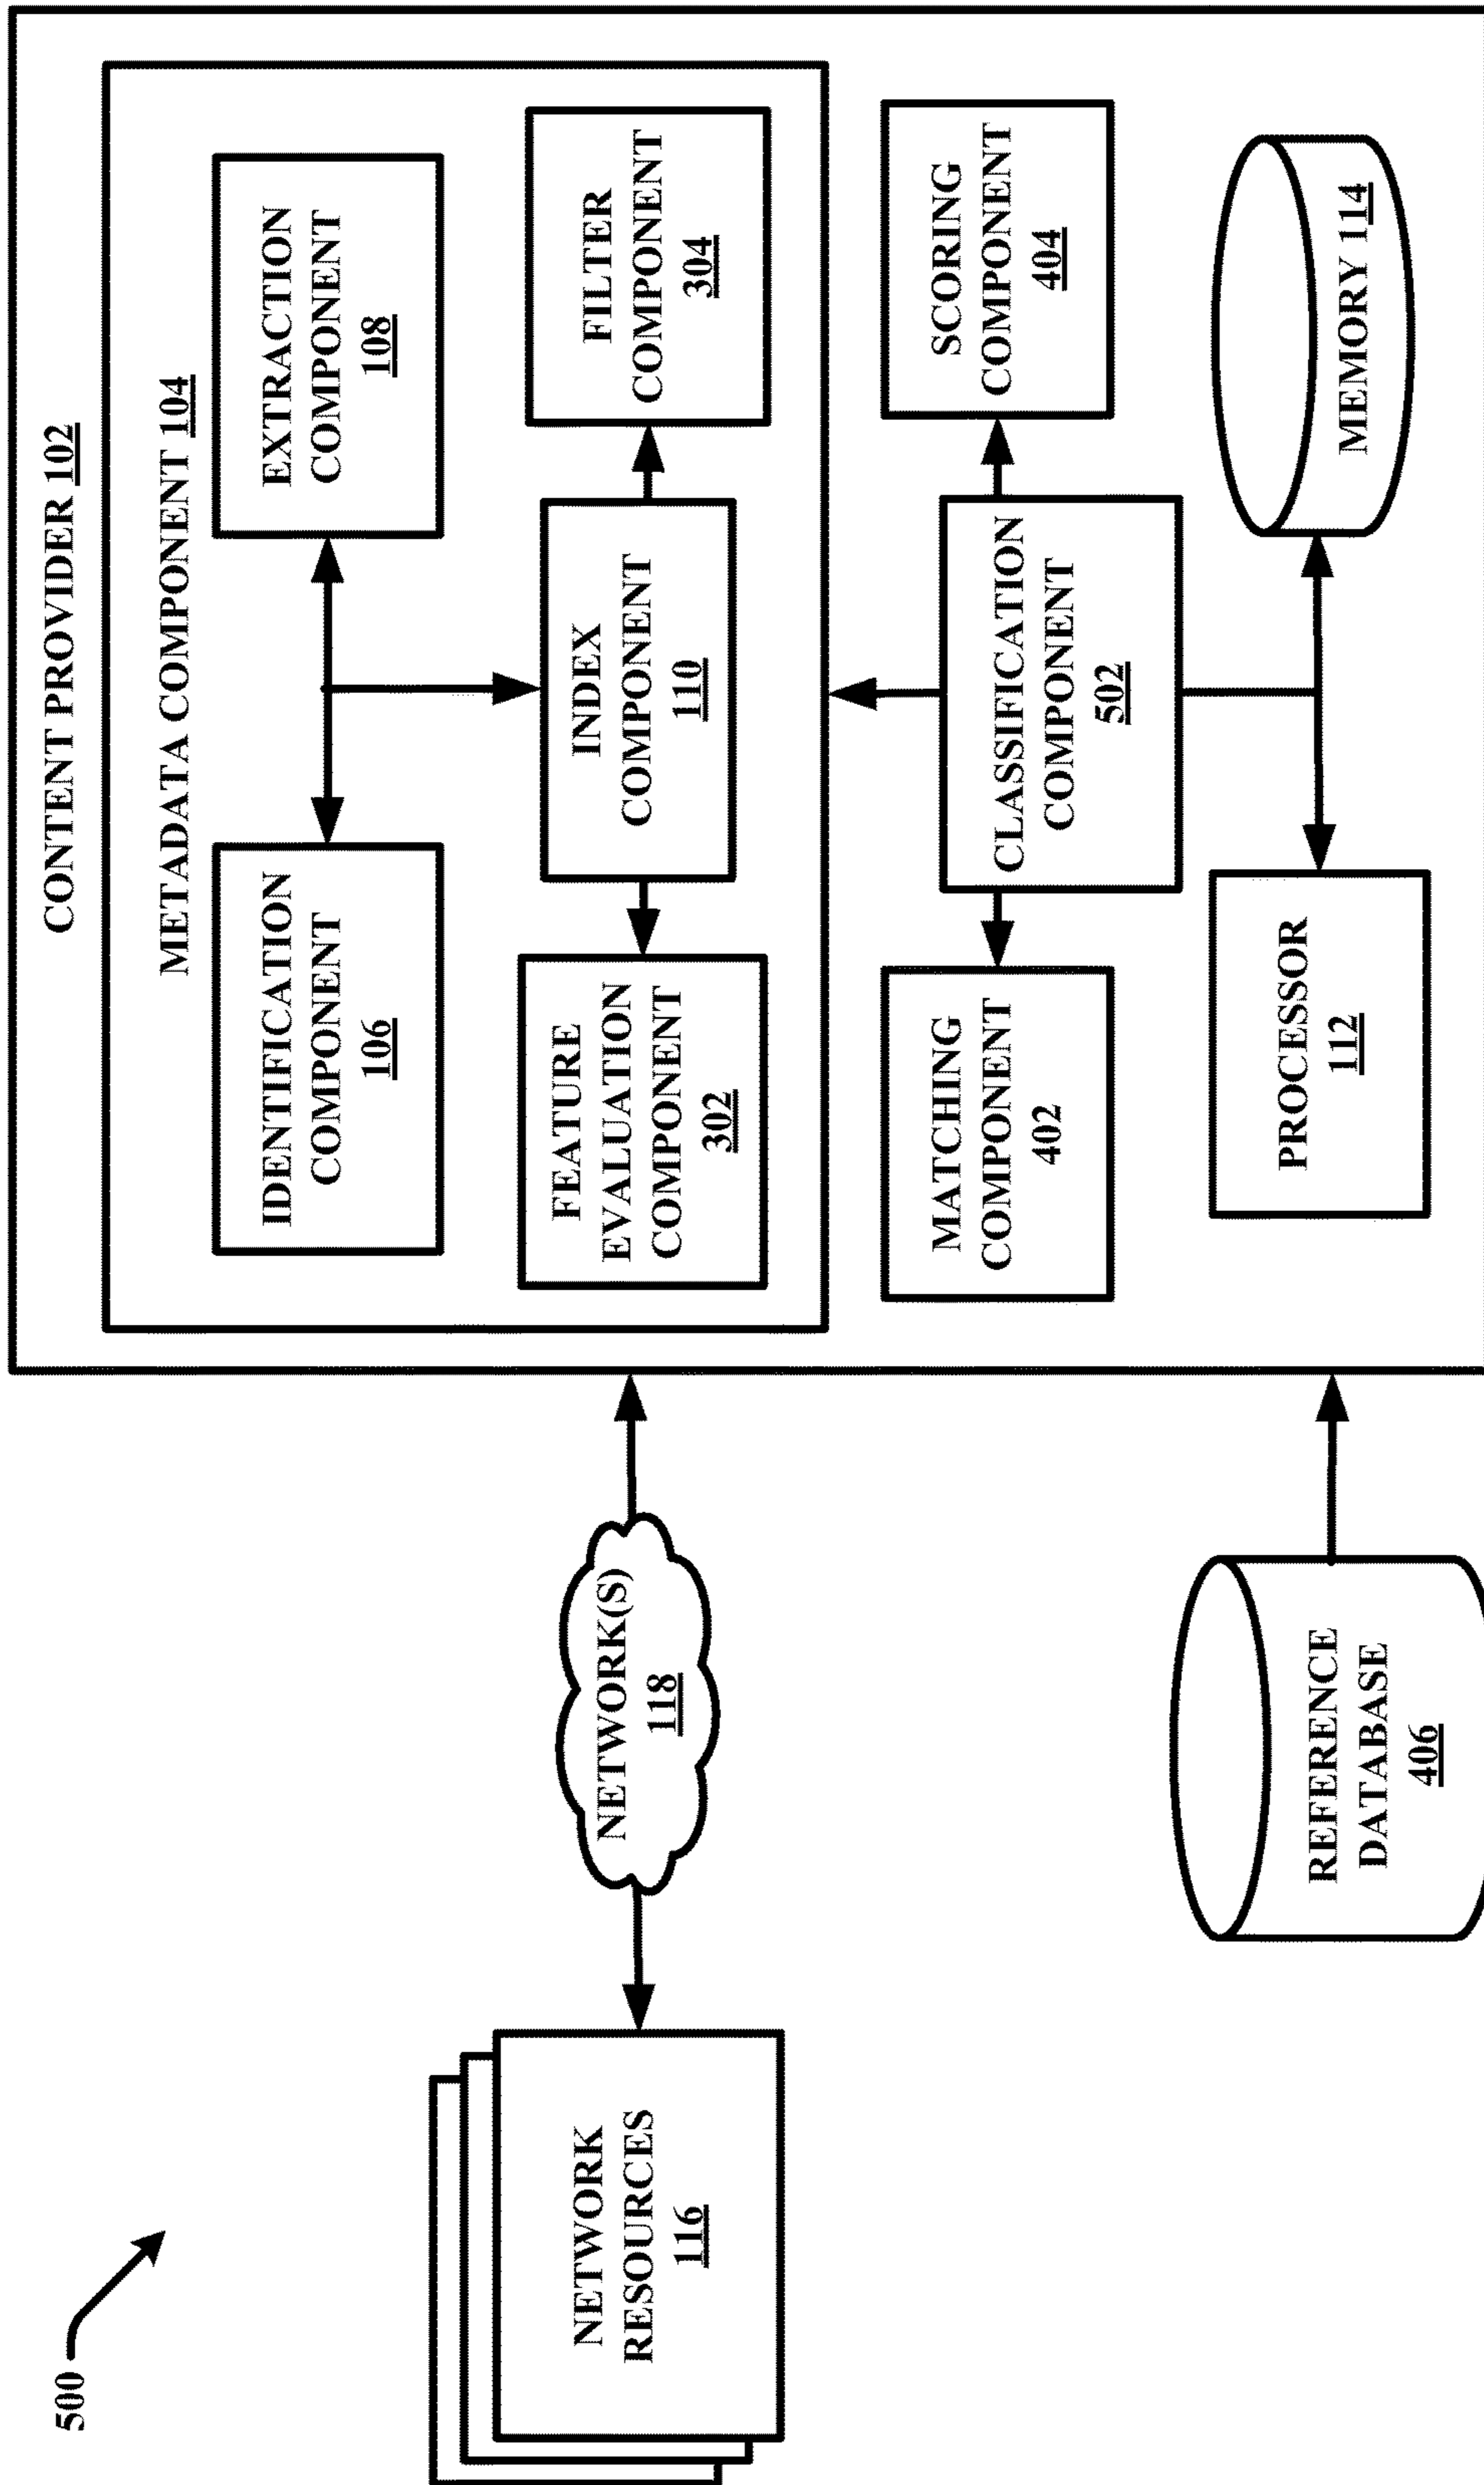 500
NETWORK
RESOURCES
116
NETWORK(S)
118
REFERENCE
DATABASE
406
CONTENT PROVIDER 102
METADATA COMPONENT 104
IDENTIFICATION
COMPONENT
106
EXTRACTION
COMPONENT
108
FEATURE
EVALUATION
COMPONENT
302
INDEX
COMPONENT
110
FILTER
COMPONENT
304
MATCHING
COMPONENT
402
CLASSIFICATION
COMPONENT
502
SCORING
COMPONENT
404
PROCESSOR
112
MEMORY 114